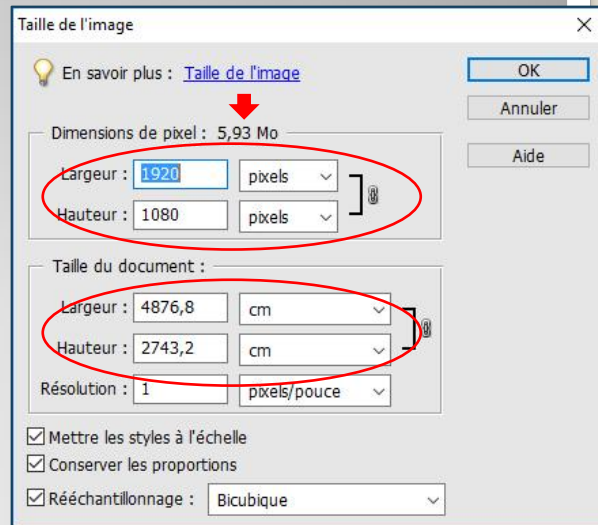 Taille de l'image
En savoir plus : Taille de l'image
OK
Annuler
Aide
Dimensions de pixel : 5,93 Mo
Largeur : 1920 pixels
Hauteur : 1080 pixels
Taille du document :
Largeur : 4876,8 cm
Hauteur : 2743,2 cm
Résolution : 1 pixels/pouce
Mettre les styles à l'échelle
Conserver les proportions
Rééchantillonnage : Bicubique